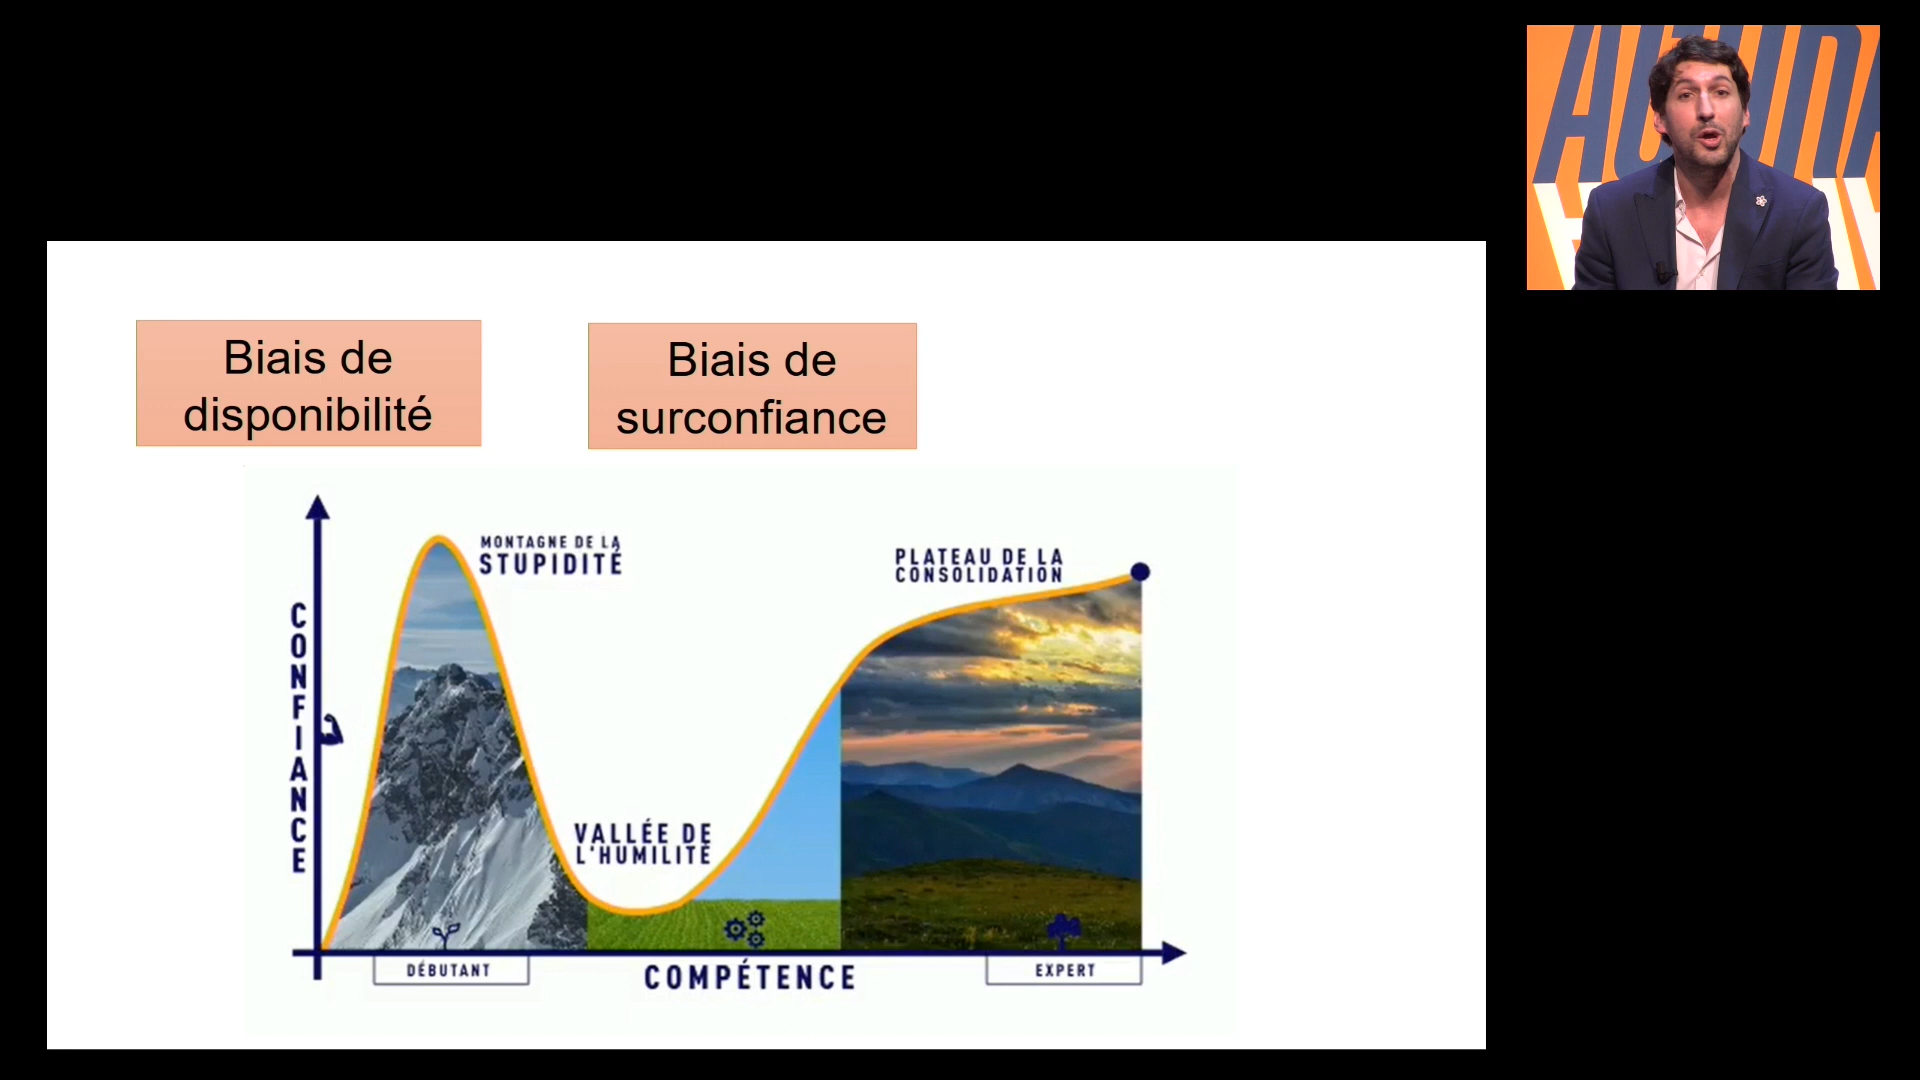 Biais de
disponibilité
Biais de
surconfiance
MONTAGNE DE LA
STUPIDITÉ
PLATEAU DE LA
CONSOLIDATION
CONFIANCE
VALLÉE DE
L'HUMILITÉ
DÉBUTANT
COMPÉTENCE
EXPERT